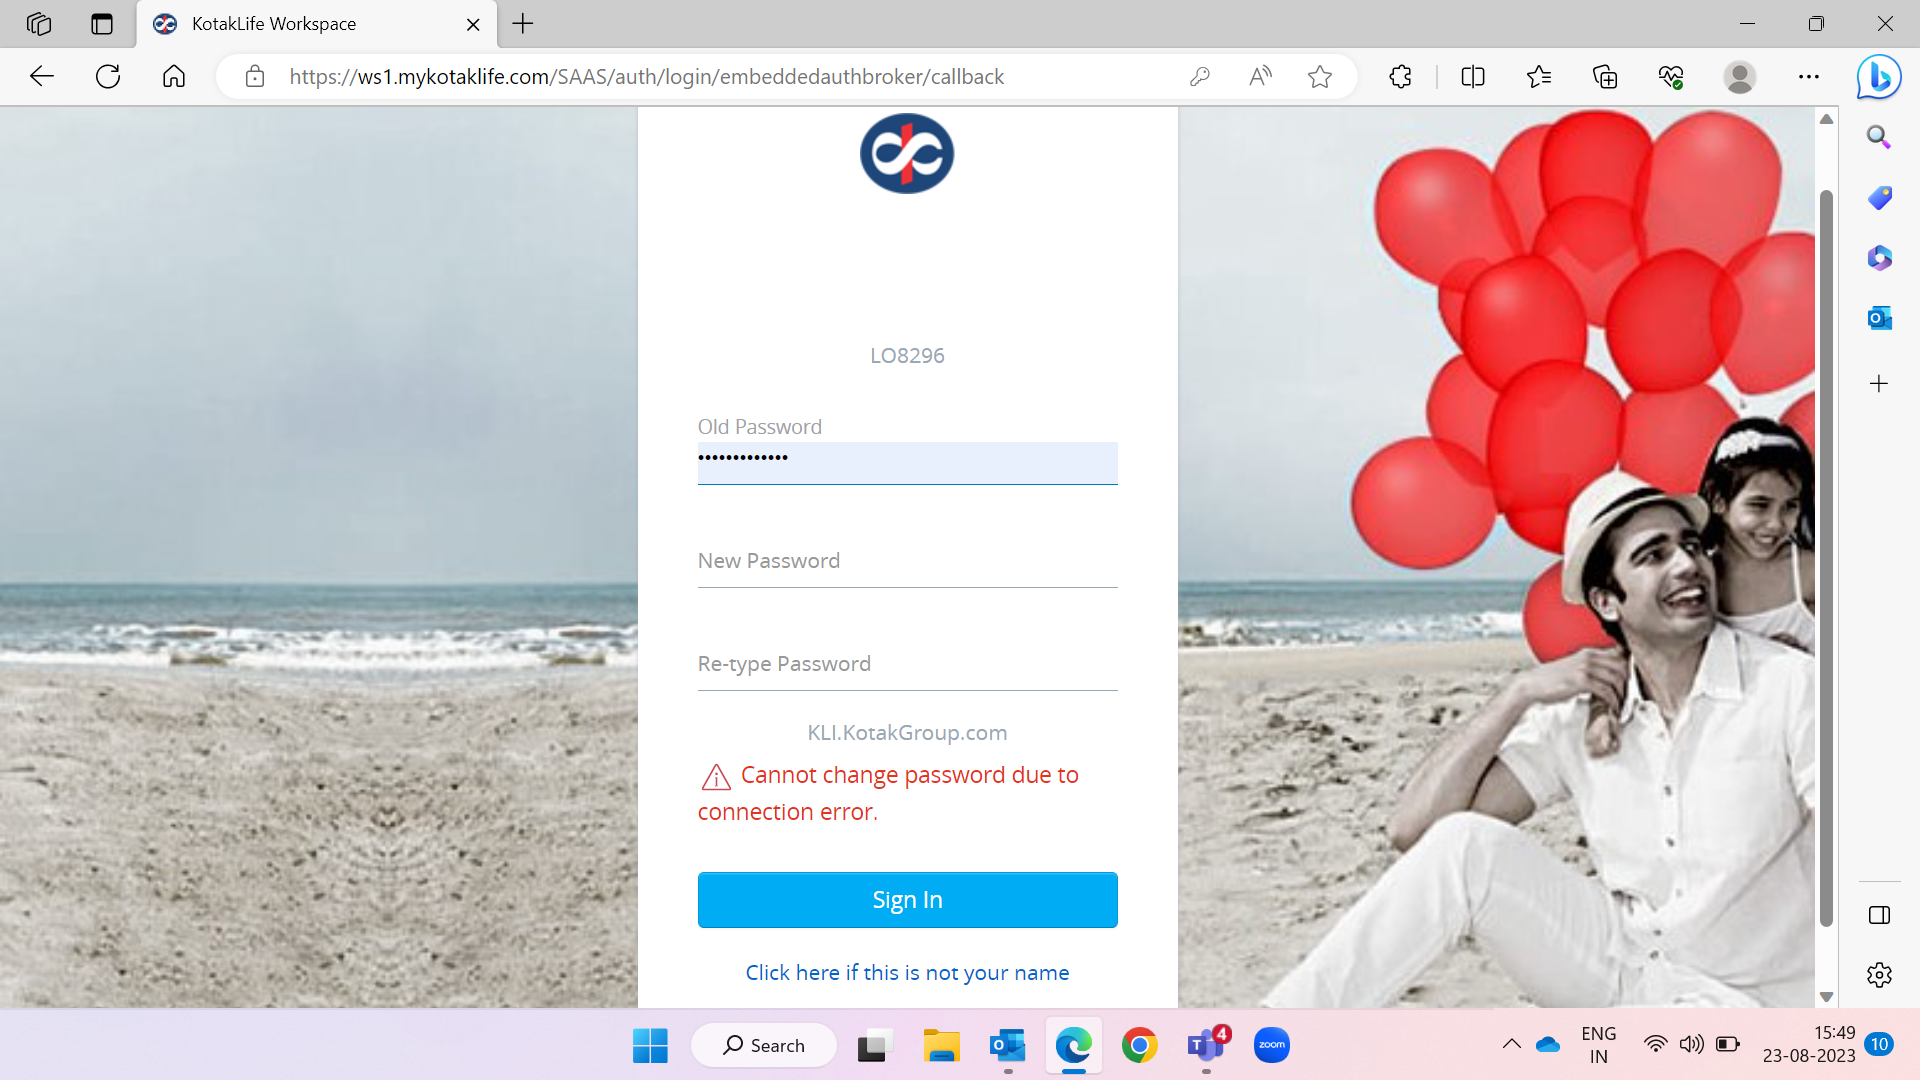 KotakLife Workspace
https://ws1.mykotaklife.com/SAAS/auth/login/embeddedauthbroker/callback
LO8296
Old Password
•••••••••••••
New Password
Re-type Password
KLI.KotakGroup.com
Cannot change password due to
connection error.
Sign In
Click here if this is not your name
Search
4
zoom
ENG
IN
15:49
23-08-2023
10